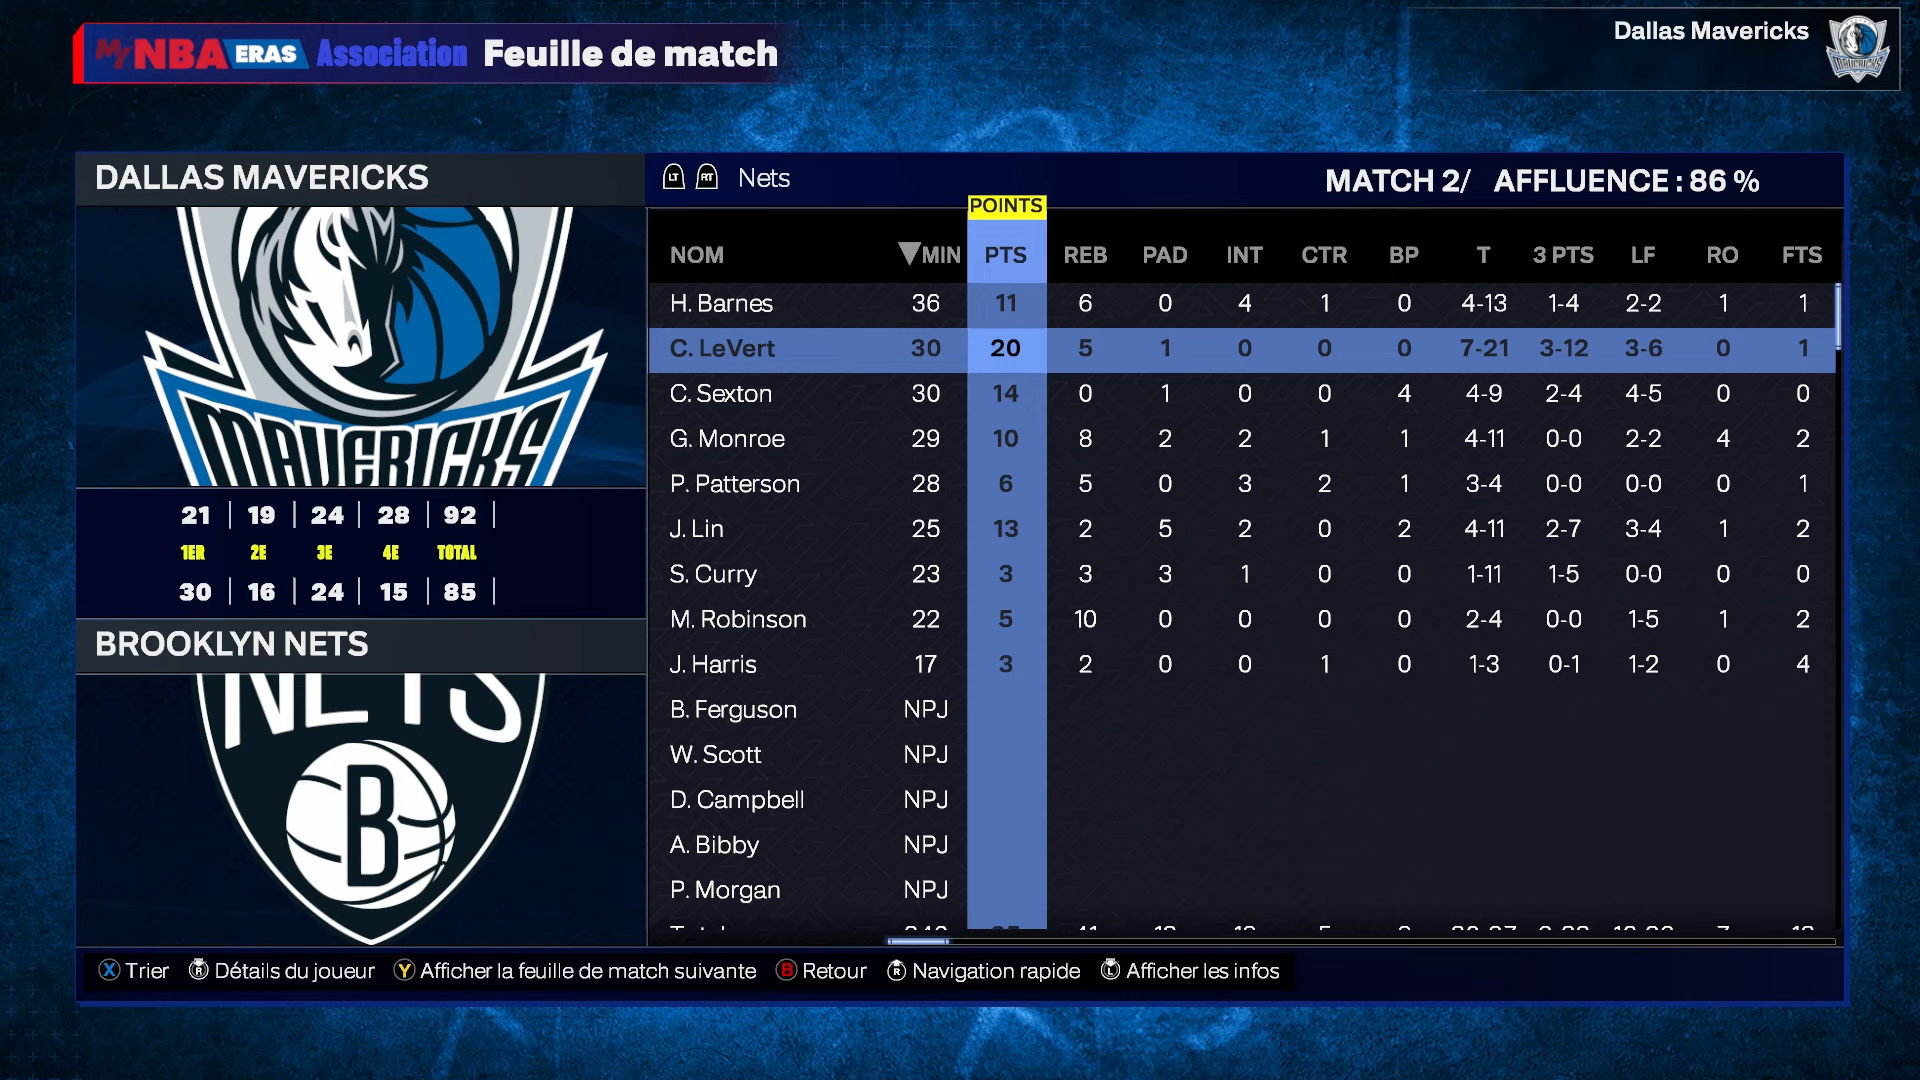 MyNBA ERAS Association Feuille de match
Dallas Mavericks
DALLAS MAVERICKS
MAVERICKS
21 | 19 | 24 | 28 | 92 |
1ER 2E 3E 4E TOTAL
30 | 16 | 24 | 15 | 85 |
BROOKLYN NETS
NETS
B
LT RT Nets
MATCH 2/ AFFLUENCE : 86 %
POINTS
NOM ▼MIN PTS REB PAD INT CTR BP T 3 PTS LF RO FTS
H. Barnes 36 11 6 0 4 1 0 4-13 1-4 2-2 1 1
C. LeVert 30 20 5 1 0 0 0 7-21 3-12 3-6 0 1
C. Sexton 30 14 0 1 0 0 4 4-9 2-4 4-5 0 0
G. Monroe 29 10 8 2 2 1 1 4-11 0-0 2-2 4 2
P. Patterson 28 6 5 0 3 2 1 3-4 0-0 0-0 0 1
J. Lin 25 13 2 5 2 0 2 4-11 2-7 3-4 1 2
S. Curry 23 3 3 3 1 0 0 1-11 1-5 0-0 0 0
M. Robinson 22 5 10 0 0 0 0 2-4 0-0 1-5 1 2
J. Harris 17 3 2 0 0 1 0 1-3 0-1 1-2 0 4
B. Ferguson NPJ
W. Scott NPJ
D. Campbell NPJ
A. Bibby NPJ
P. Morgan NPJ
X Trier R Détails du joueur Y Afficher la feuille de match suivante B Retour R Navigation rapide L Afficher les infos